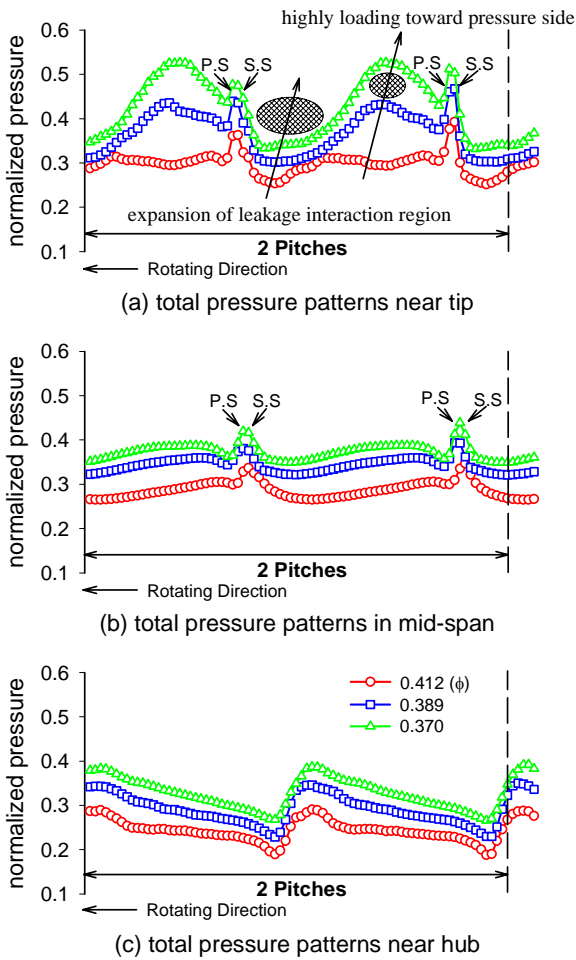 highly loading toward pressure side
0.6
P.S S.S P.S S.S
0.5
0.4
0.3
0.2
expansion of leakage interaction region
0.1
normalized pressure
2 Pitches
Rotating Direction
(a) total pressure patterns near tip
0.6
0.5
P.S S.S P.S S.S
0.4
0.3
0.2
0.1
normalized pressure
2 Pitches
Rotating Direction
(b) total pressure patterns in mid-span
0.6
0.412 (ϕ)
0.389
0.370
0.5
0.4
0.3
0.2
0.1
normalized pressure
2 Pitches
Rotating Direction
(c) total pressure patterns near hub